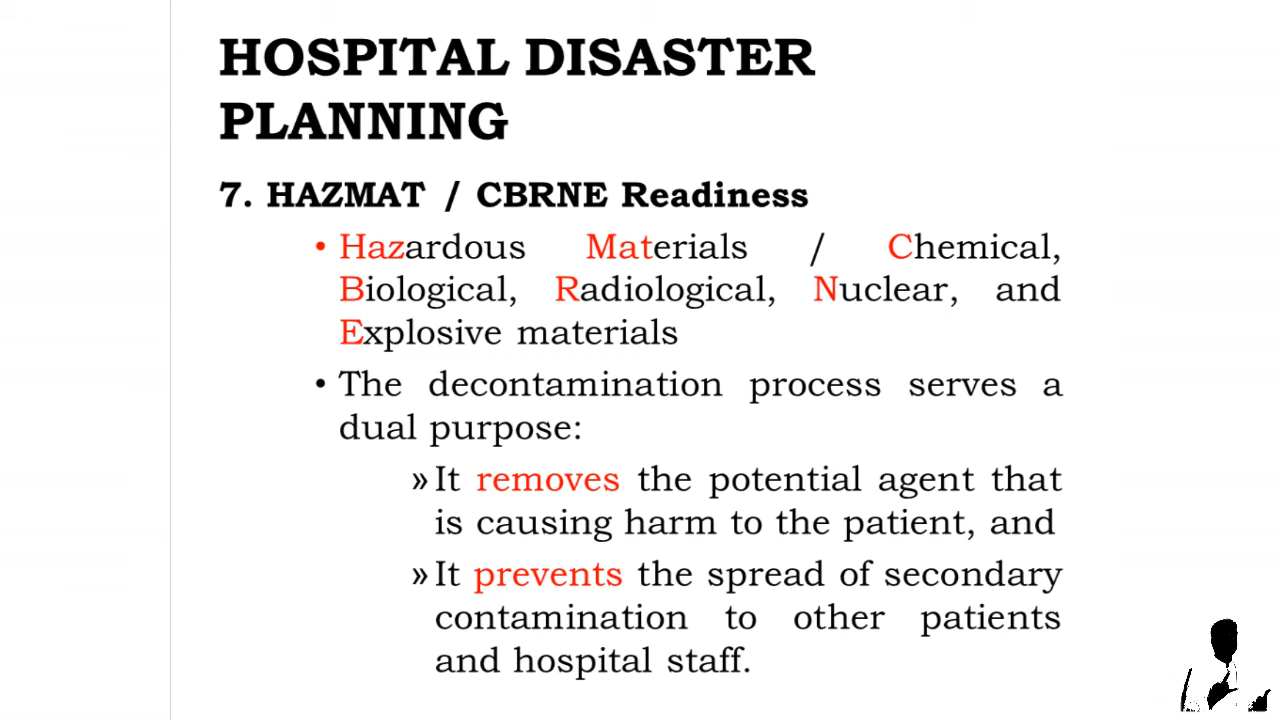 HOSPITAL DISASTER
PLANNING
7. HAZMAT / CBRNE Readiness
• Hazardous Materials / Chemical,
Biological, Radiological, Nuclear, and
Explosive materials
• The decontamination process serves a
dual purpose:
» It removes the potential agent that
is causing harm to the patient, and
» It prevents the spread of secondary
contamination to other patients
and hospital staff.